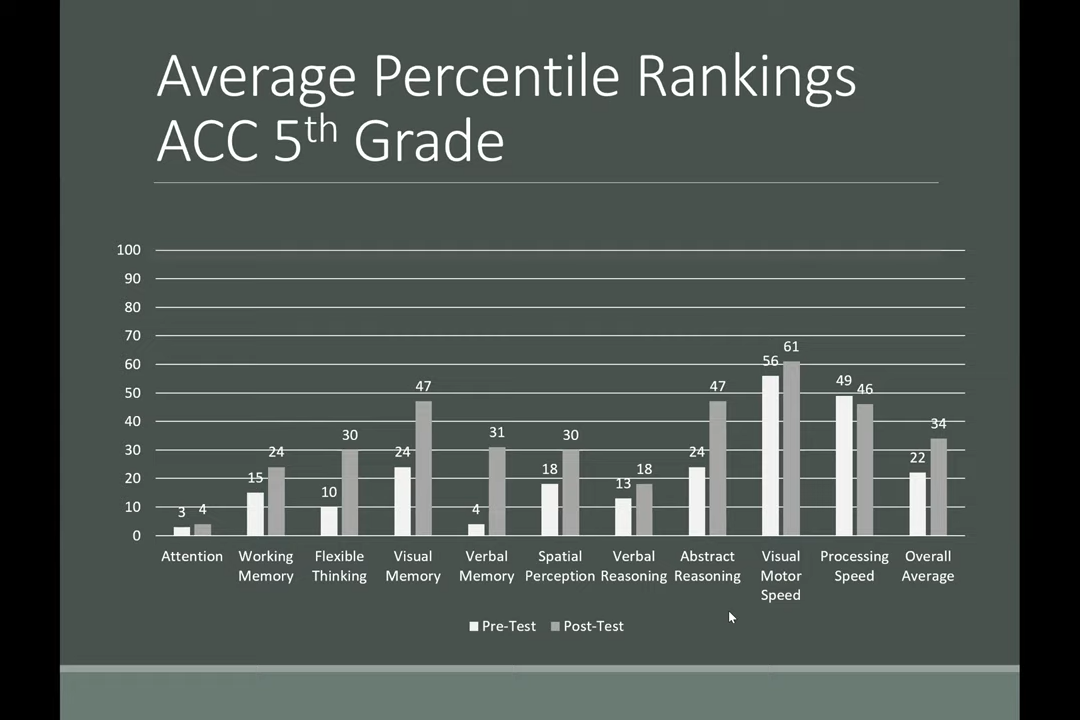 Average Percentile Rankings
ACC 5th Grade
100
90
80
70
60
50
40
30
20
10
0
3 4
15 24
10 30
24 47
4 31
18 30
13 18
24 47
56 61
49 46
22 34
Attention
Working
Memory
Flexible
Thinking
Visual
Memory
Verbal
Memory
Spatial
Perception
Verbal
Reasoning
Abstract
Reasoning
Visual
Motor
Speed
Processing
Speed
Overall
Average
Pre-Test Post-Test